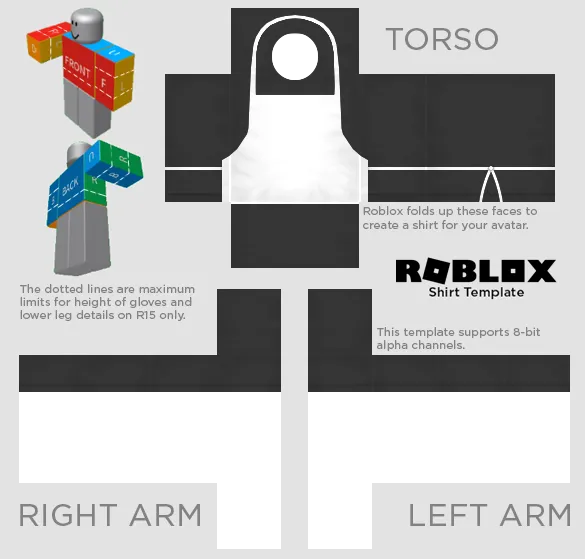 TORSO
R
D
U
FRONT
F
L
U
R
B
B
BACK
R
Roblox folds up these faces to
create a shirt for your avatar.
ROBLOX
Shirt Template
The dotted lines are maximum
limits for height of gloves and
lower leg details on R15 only.
This template supports 8-bit
alpha channels.
RIGHT ARM
LEFT ARM